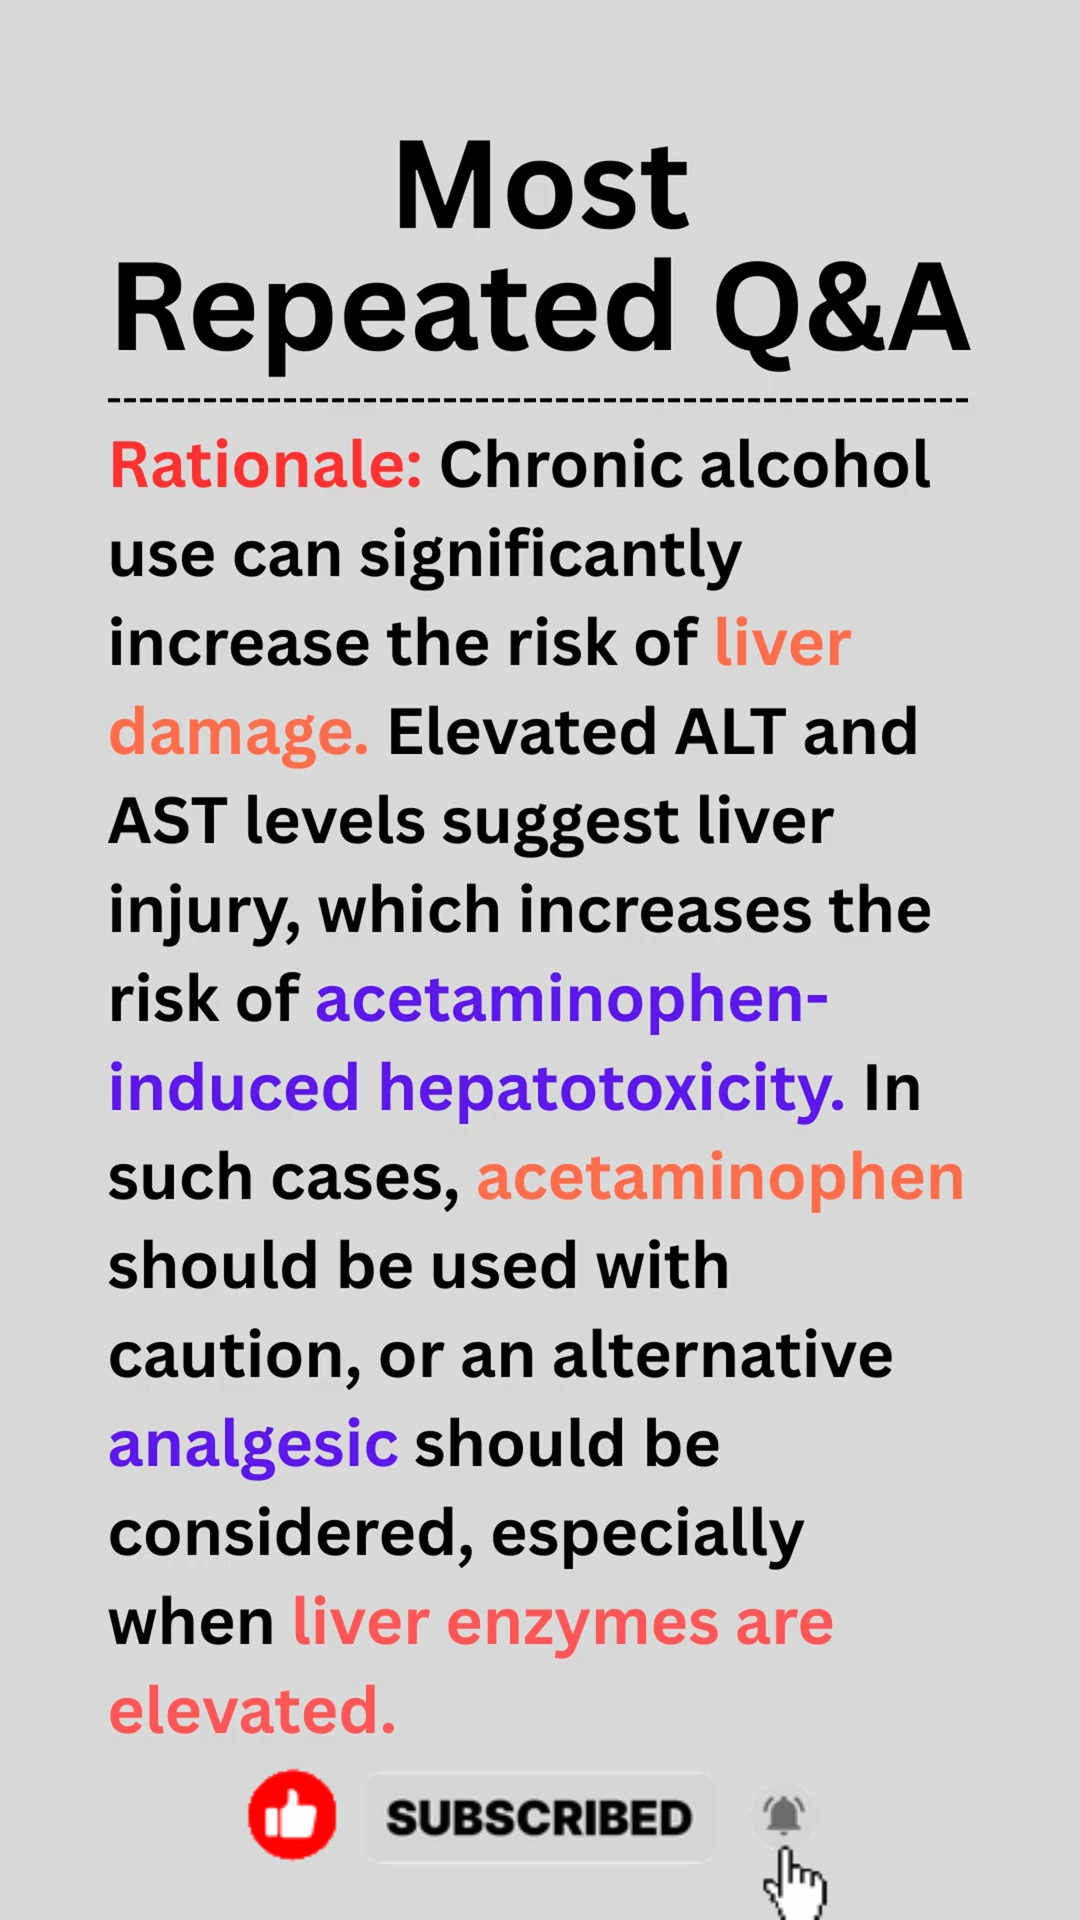 Most
Repeated Q&A
Rationale: Chronic alcohol
use can significantly
increase the risk of liver
damage. Elevated ALT and
AST levels suggest liver
injury, which increases the
risk of acetaminophen-
induced hepatotoxicity. In
such cases, acetaminophen
should be used with
caution, or an alternative
analgesic should be
considered, especially
when liver enzymes are
elevated.
SUBSCRIBED